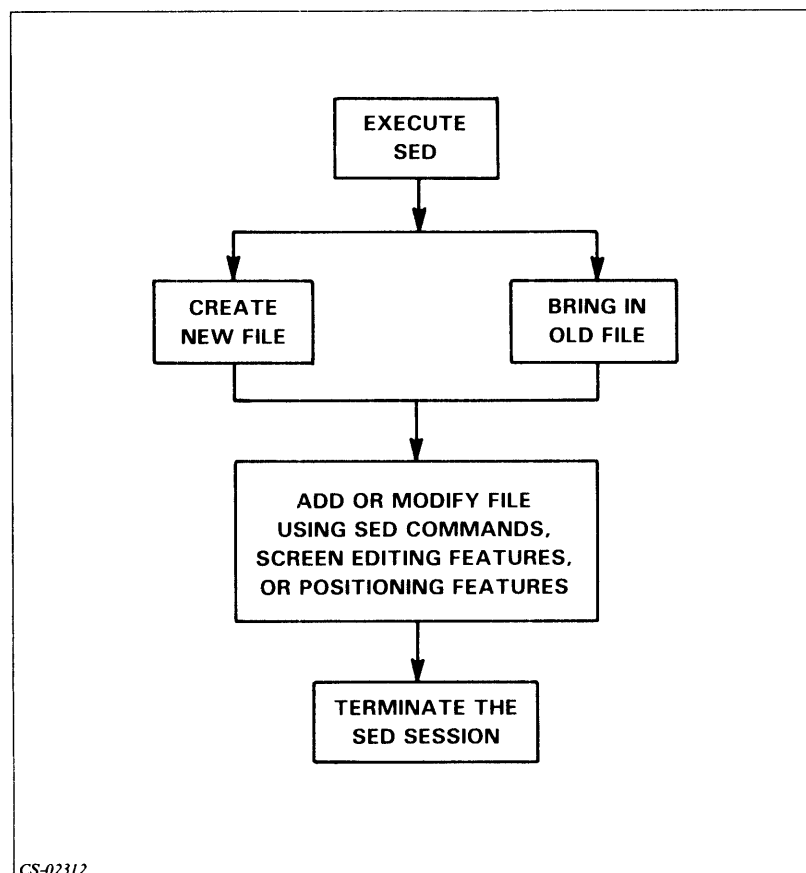 EXECUTE
SED
CREATE
NEW FILE
BRING IN
OLD FILE
ADD OR MODIFY FILE
USING SED COMMANDS,
SCREEN EDITING FEATURES,
OR POSITIONING FEATURES
TERMINATE THE
SED SESSION
CS-02312